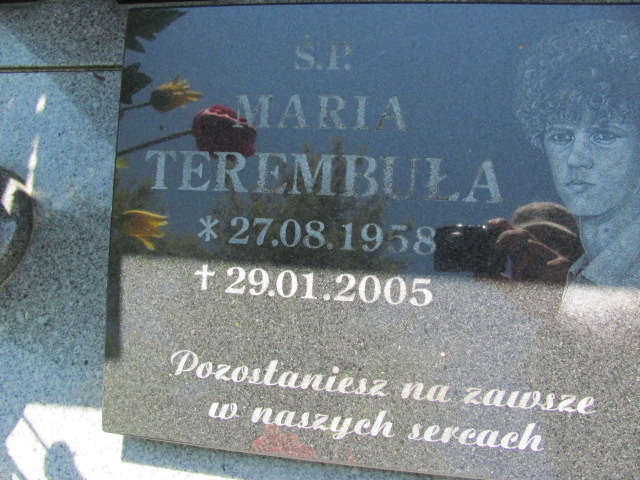 Ś.P.
MARIA
TEREMBUŁA
* 27.08.1958
† 29.01.2005
Pozostaniesz na zawsze
w naszych sercach